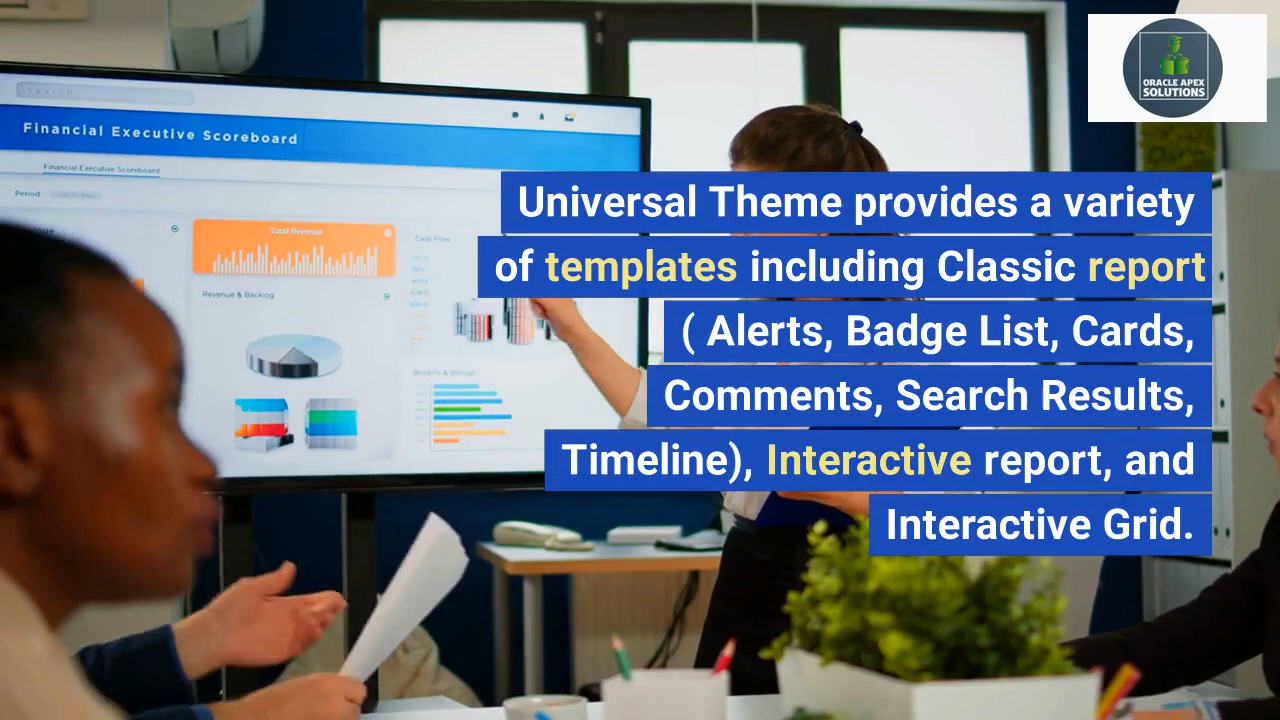 ORACLE APEX
SOLUTIONS
Search
Financial Executive Scoreboard
Financial Executive Scoreboard
Period
Total Revenue
Cash Flow
Revenue & Backlog
Universal Theme provides a variety
of templates including Classic report
( Alerts, Badge List, Cards,
Comments, Search Results,
Timeline), Interactive report, and
Interactive Grid.